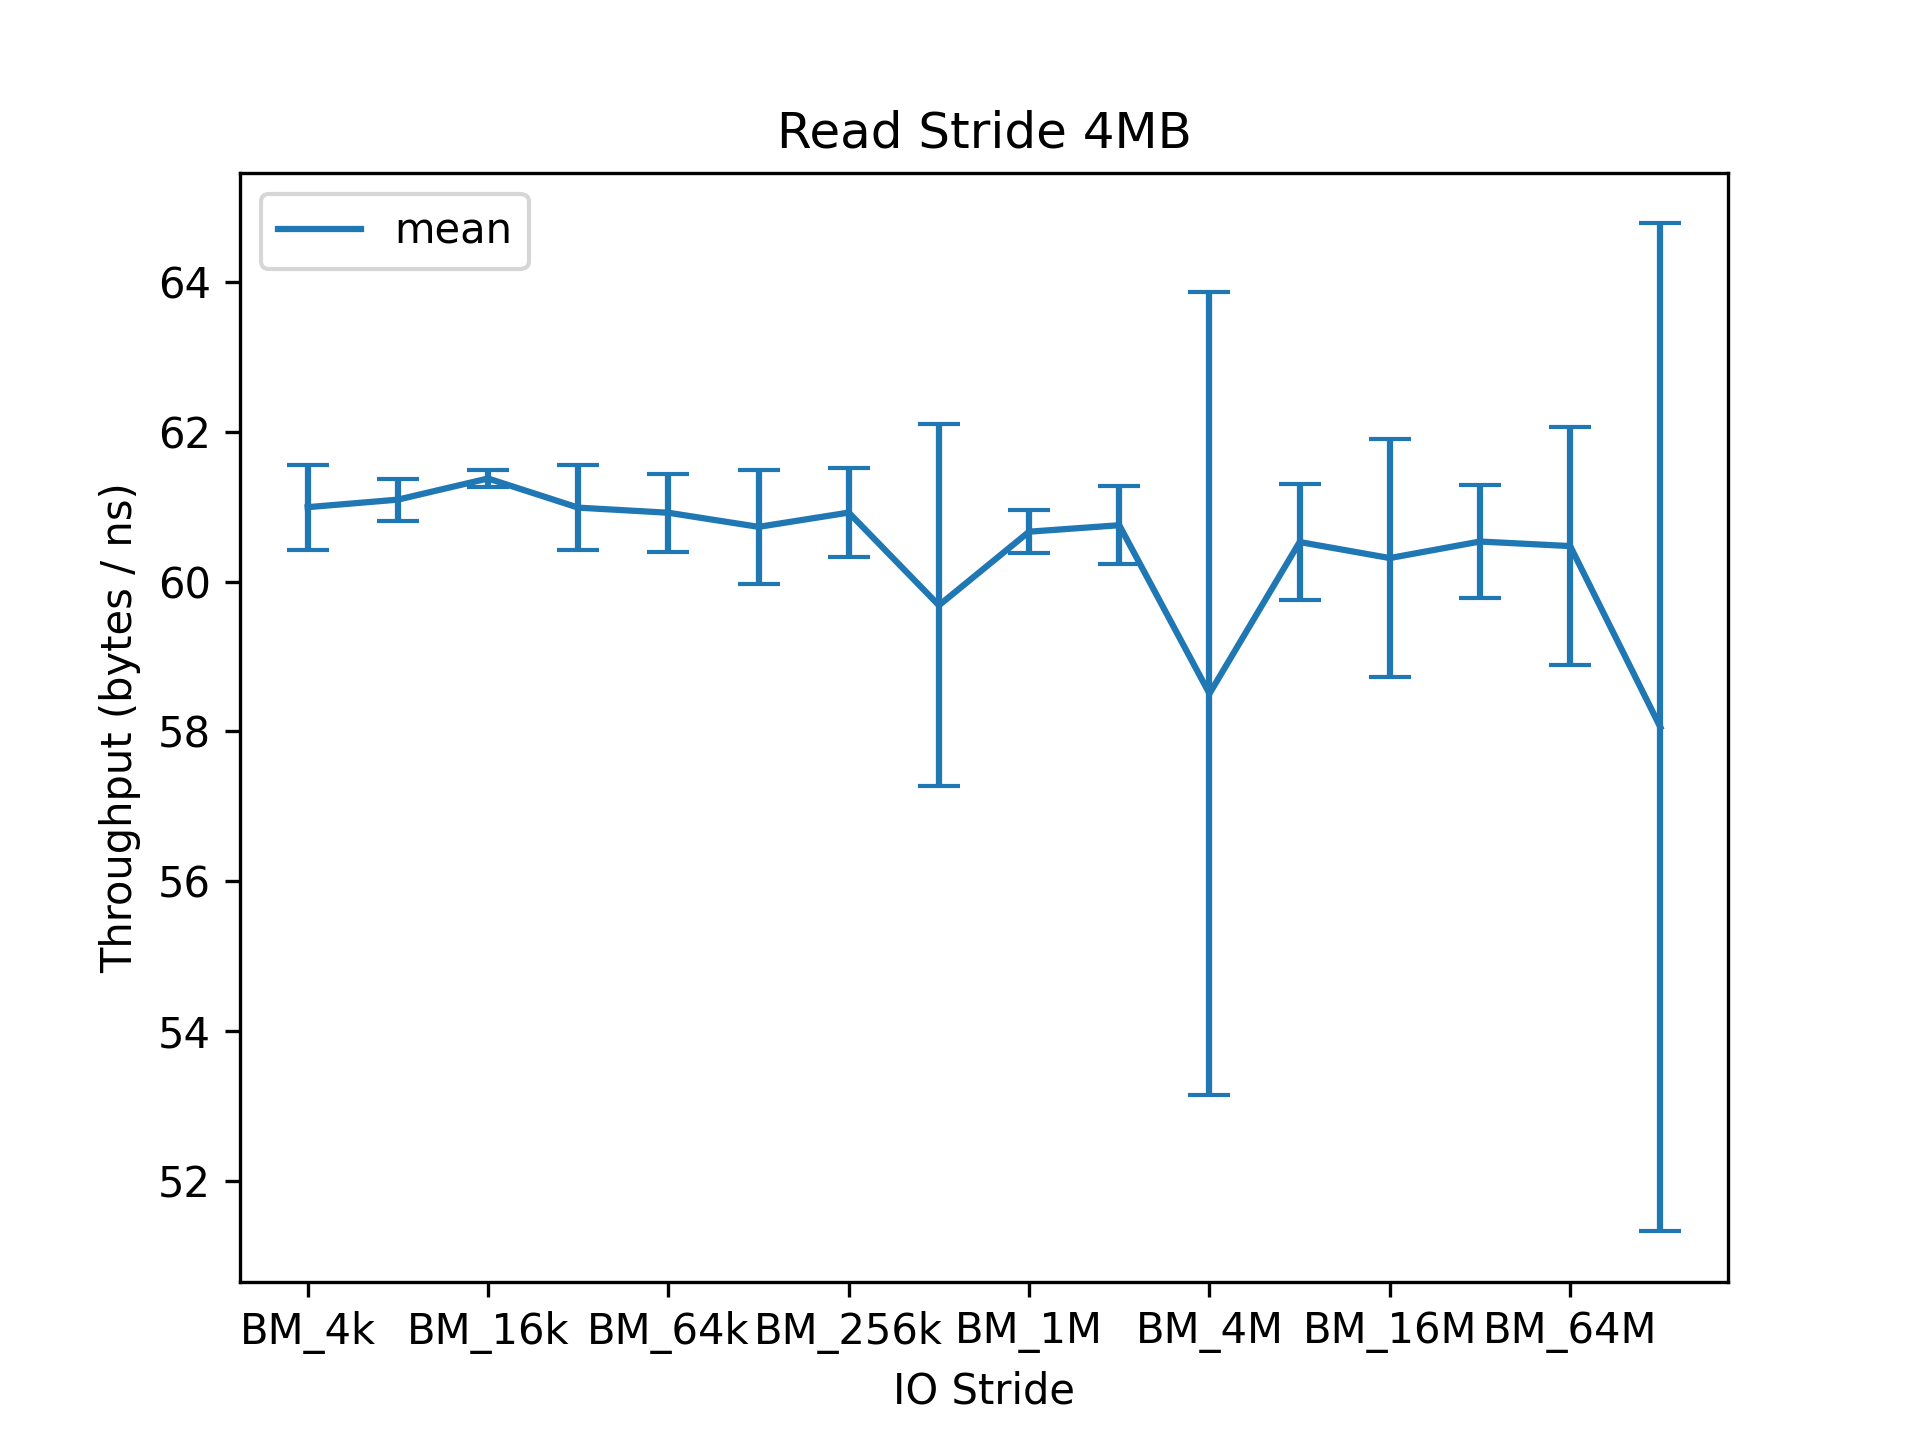 Read Stride 4MB
mean
Throughput (bytes / ns)
64
62
60
58
56
54
52
BM_4k BM_16k BM_64k BM_256k BM_1M BM_4M BM_16M BM_64M
IO Stride